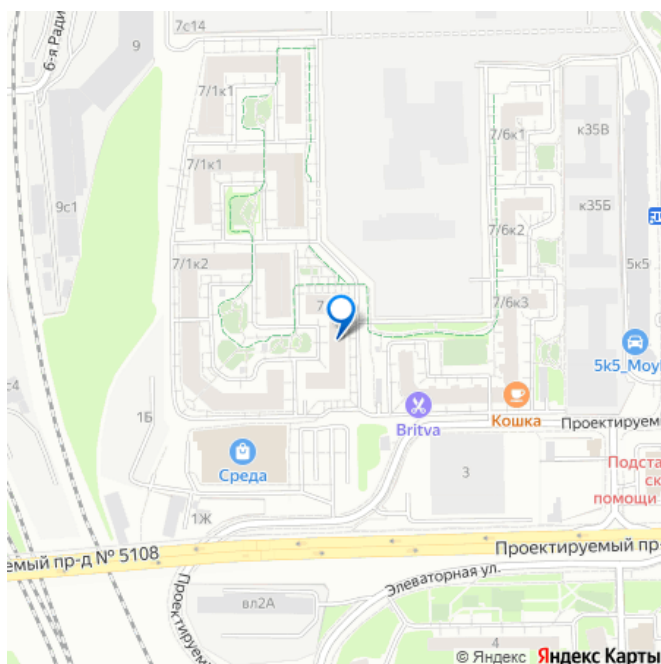 7с14
6-я Ради
9
7/1к1
7/6к1
к35В
7/1к1
9с1
к35Б
7/6к2
5к5
7/1к2
7/6к3
7
5k5_Moyk
с4
1Б
Britva
Кошка
Проектируем
Среда
3
Подста
ск
помощи
1Ж
емый пр-д № 5108
Проектируемый пр-
Элеваторная ул.
Проектируем
вл2А
4
© Яндекс Яндекс Карты